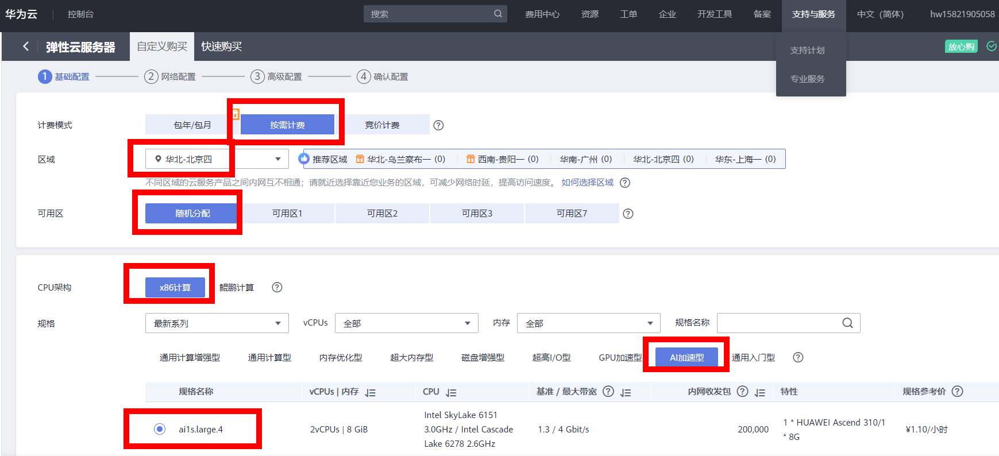 华为云 控制台 搜索 费用中心 资源 工单 企业 开发工具 备案 支持与服务 中文（简体） hw15821905058
弹性云服务器 自定义购买 快速购买 放心购
支持计划
专业服务
1 基础配置 2 网络配置 3 高级配置 4 确认配置
计费模式 包年/包月 按需计费 竞价计费 ?
区域 华北-北京四 推荐区域 华北-乌兰察布一 (0) 西南-贵阳一 (0) 华南-广州 (0) 华北-北京四 (0) 华东-上海一 (0)
不同区域的云服务产品之间内网互不相通；请就近选择靠近您业务的区域，可减少网络时延，提高访问速度。 如何选择区域 ?
可用区 随机分配 可用区1 可用区2 可用区3 可用区7 ?
CPU架构 x86计算 鲲鹏计算 ?
规格 最新系列 vCPUs 全部 内存 全部 规格名称
通用计算增强型 通用计算型 内存优化型 超大内存型 磁盘增强型 超高I/O型 GPU加速型 AI加速型 通用入门型 ?
规格名称 vCPUs | 内存 CPU 基准 / 最大带宽 ? 内网收发包 ? 特性 规格参考价 ?
ai1s.large.4 2vCPUs | 8 GiB Intel SkyLake 6151 3.0GHz / Intel Cascade Lake 6278 2.6GHz 1.3 / 4 Gbit/s 200,000 1 * HUAWEI Ascend 310/1 * 8G ¥1.10/小时